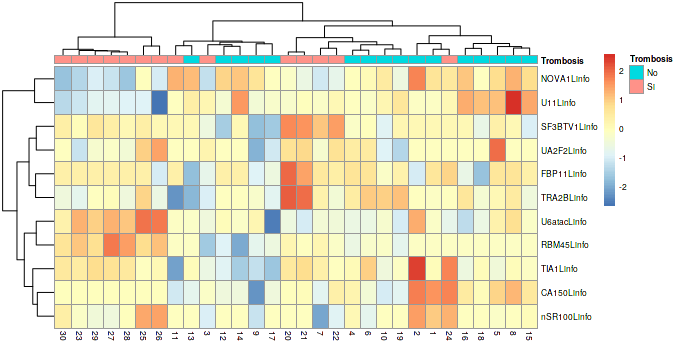 Trombosis
NOVA1Linfo
U11Linfo
SF3BTV1Linfo
UA2F2Linfo
FBP11Linfo
TRA2BLinfo
U6atacLinfo
RBM45Linfo
TIA1Linfo
CA150Linfo
nSR100Linfo
30 23 29 27 28 25 26 11 13 3 12 14 9 17 20 21 7 22 4 6 10 19 2 1 24 16 18 5 8 15
2
1
0
-1
-2
Trombosis
No
Si